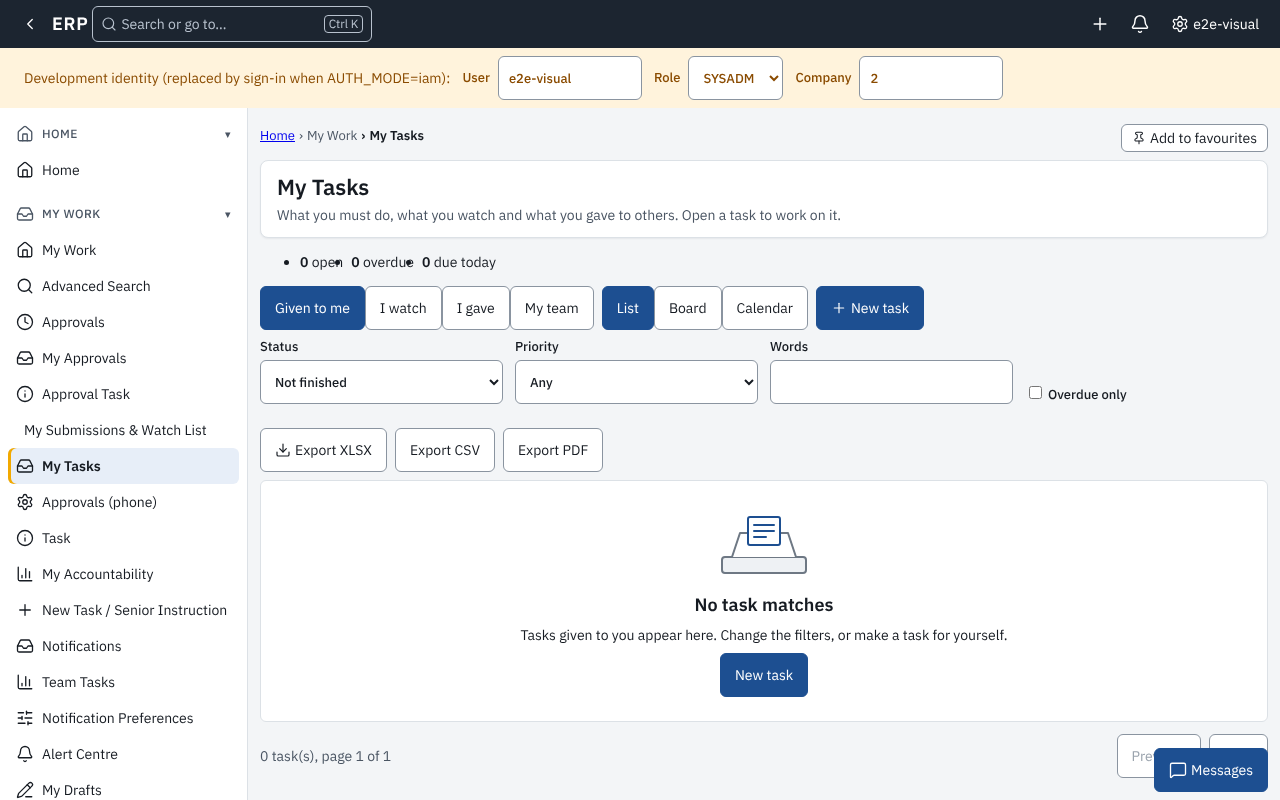 ERP
Search or go to…
Ctrl K
e2e-visual
Development identity (replaced by sign-in when AUTH_MODE=iam):
User
e2e-visual
Role
SYSADM
Company
2
HOME
Home
MY WORK
My Work
Advanced Search
Approvals
My Approvals
Approval Task
My Submissions & Watch List
My Tasks
Approvals (phone)
Task
My Accountability
New Task / Senior Instruction
Notifications
Team Tasks
Notification Preferences
Alert Centre
My Drafts
Home › My Work › My Tasks
Add to favourites
My Tasks
What you must do, what you watch and what you gave to others. Open a task to work on it.
0 open
0 overdue
0 due today
Given to me
I watch
I gave
My team
List
Board
Calendar
New task
Status
Not finished
Priority
Any
Words
Overdue only
Export XLSX
Export CSV
Export PDF
No task matches
Tasks given to you appear here. Change the filters, or make a task for yourself.
New task
0 task(s), page 1 of 1
Messages